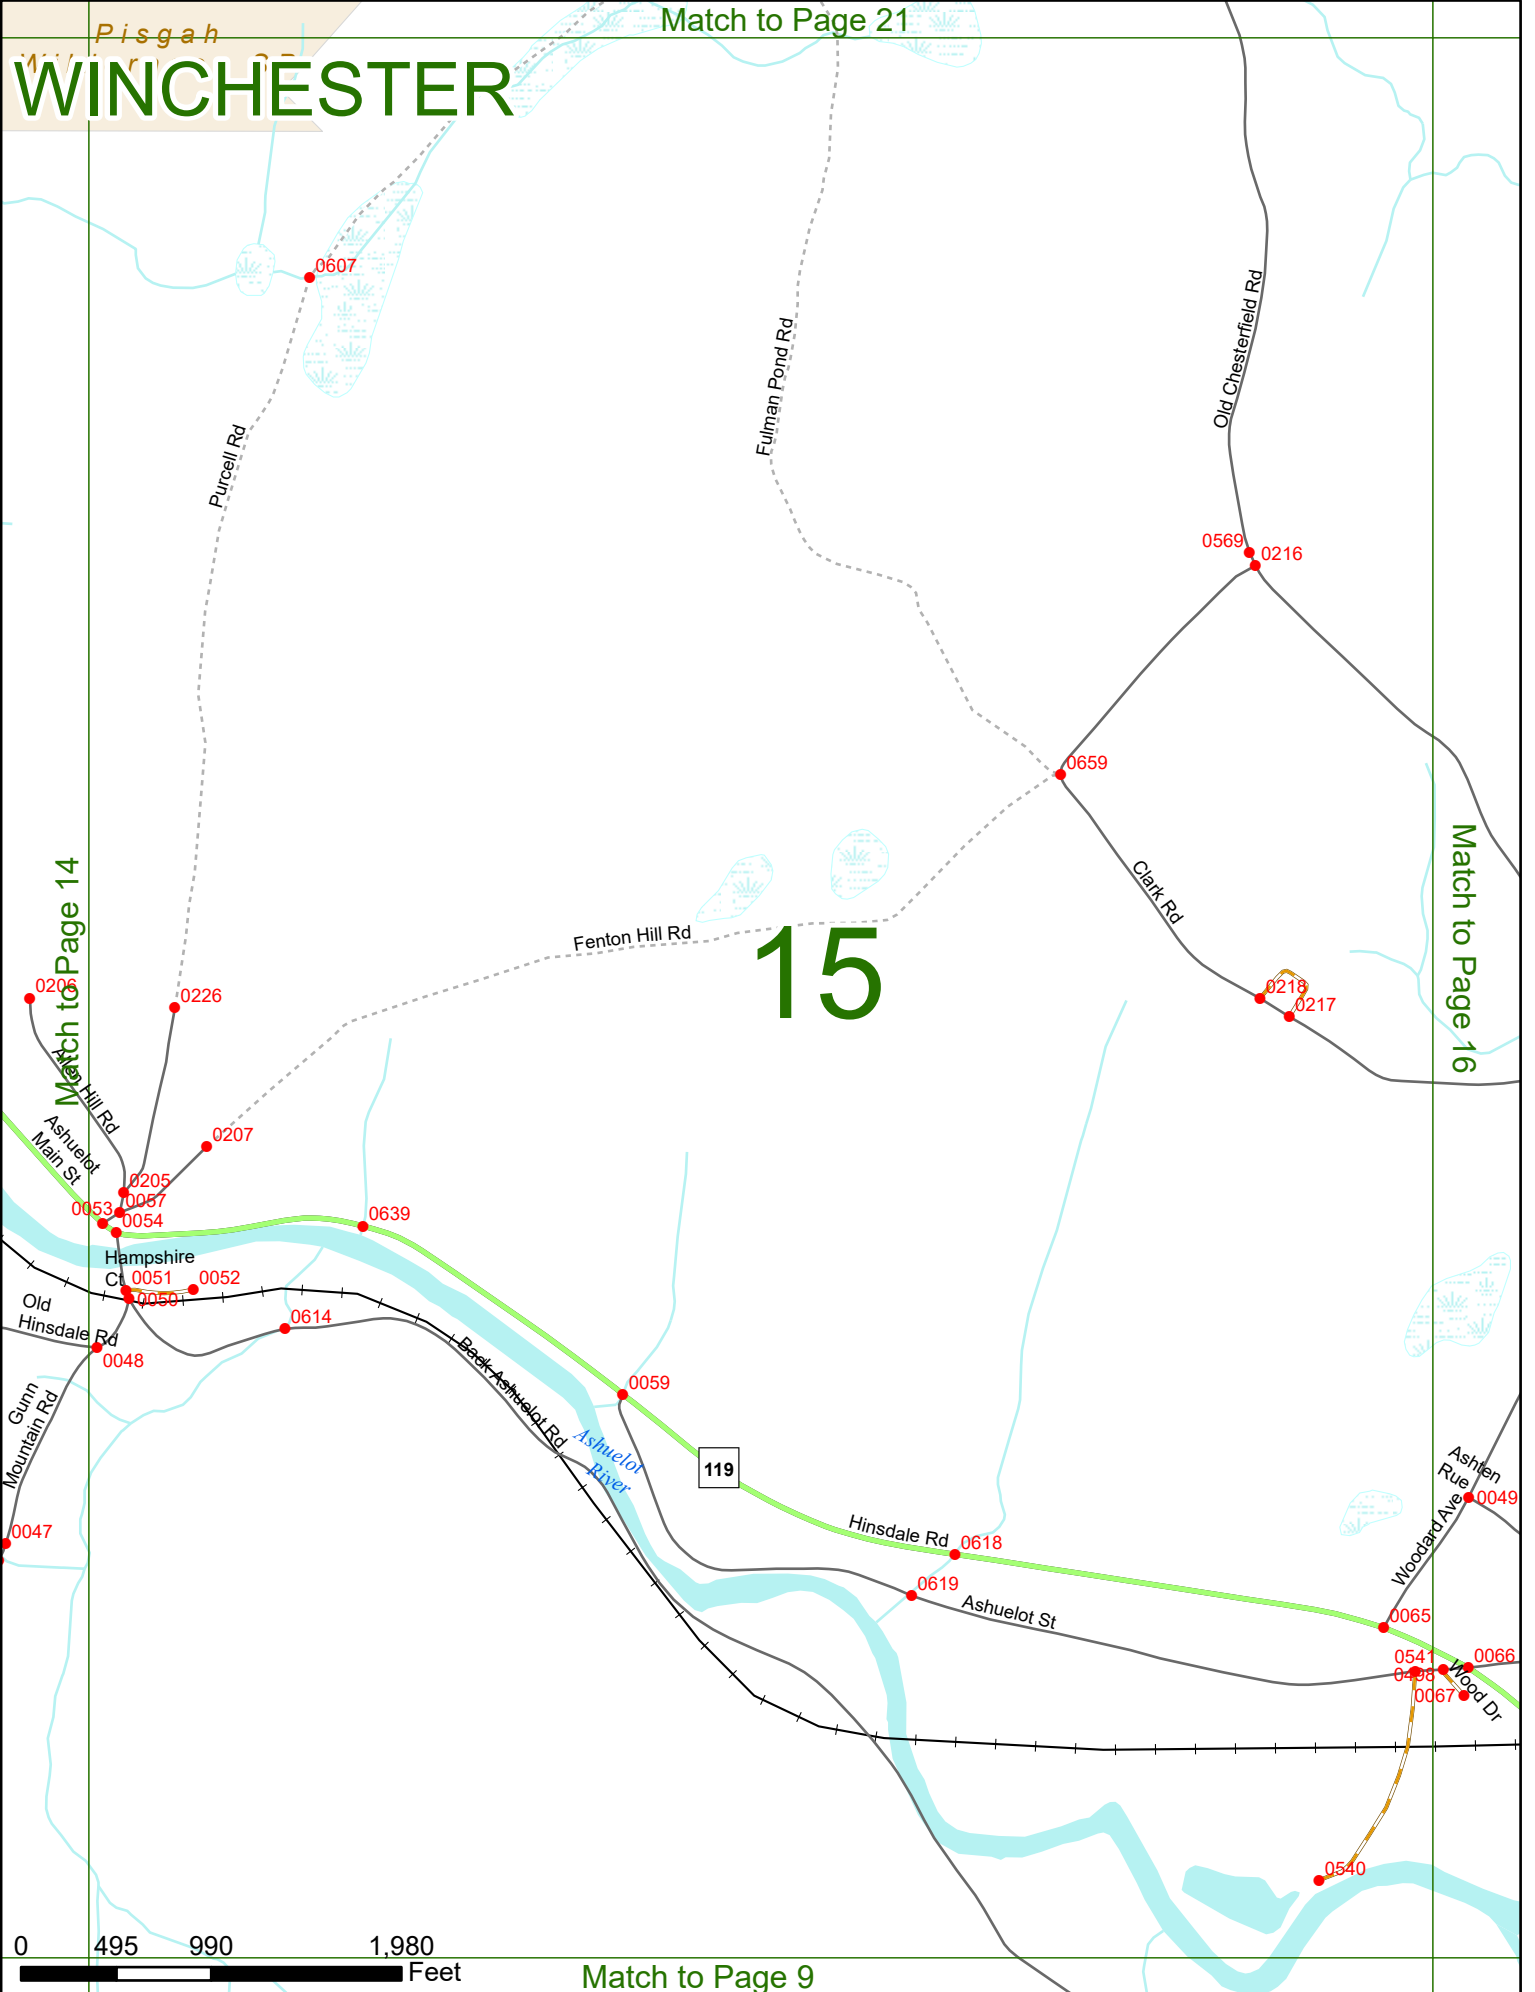 Match to Page 21
Pisgah
WINCHESTER
0607
Old Chesterfield Rd
Fulman Pond Rd
Purcell Rd
0569
0216
0659
Match to Page 14
Match to Page 16
Clark Rd
Fenton Hill Rd
15
0206
0226
0218
0217
Allen Hill Rd
Ashuelot
Main St
0207
0205
0057
0053
0054
0639
Hampshire
Ct
0051
0052
0050
Old
Hinsdale Rd
0614
0048
Back Ashuelot Rd
0059
Gunn
Mountain Rd
Ashuelot
River
119
Ashten
Rue
0049
Woodard Ave
0047
Hinsdale Rd
0618
0619
Ashuelot St
0065
0541
0066
0498
0067
Wood Dr
0540
0 495 990 1,980
Feet
Match to Page 9